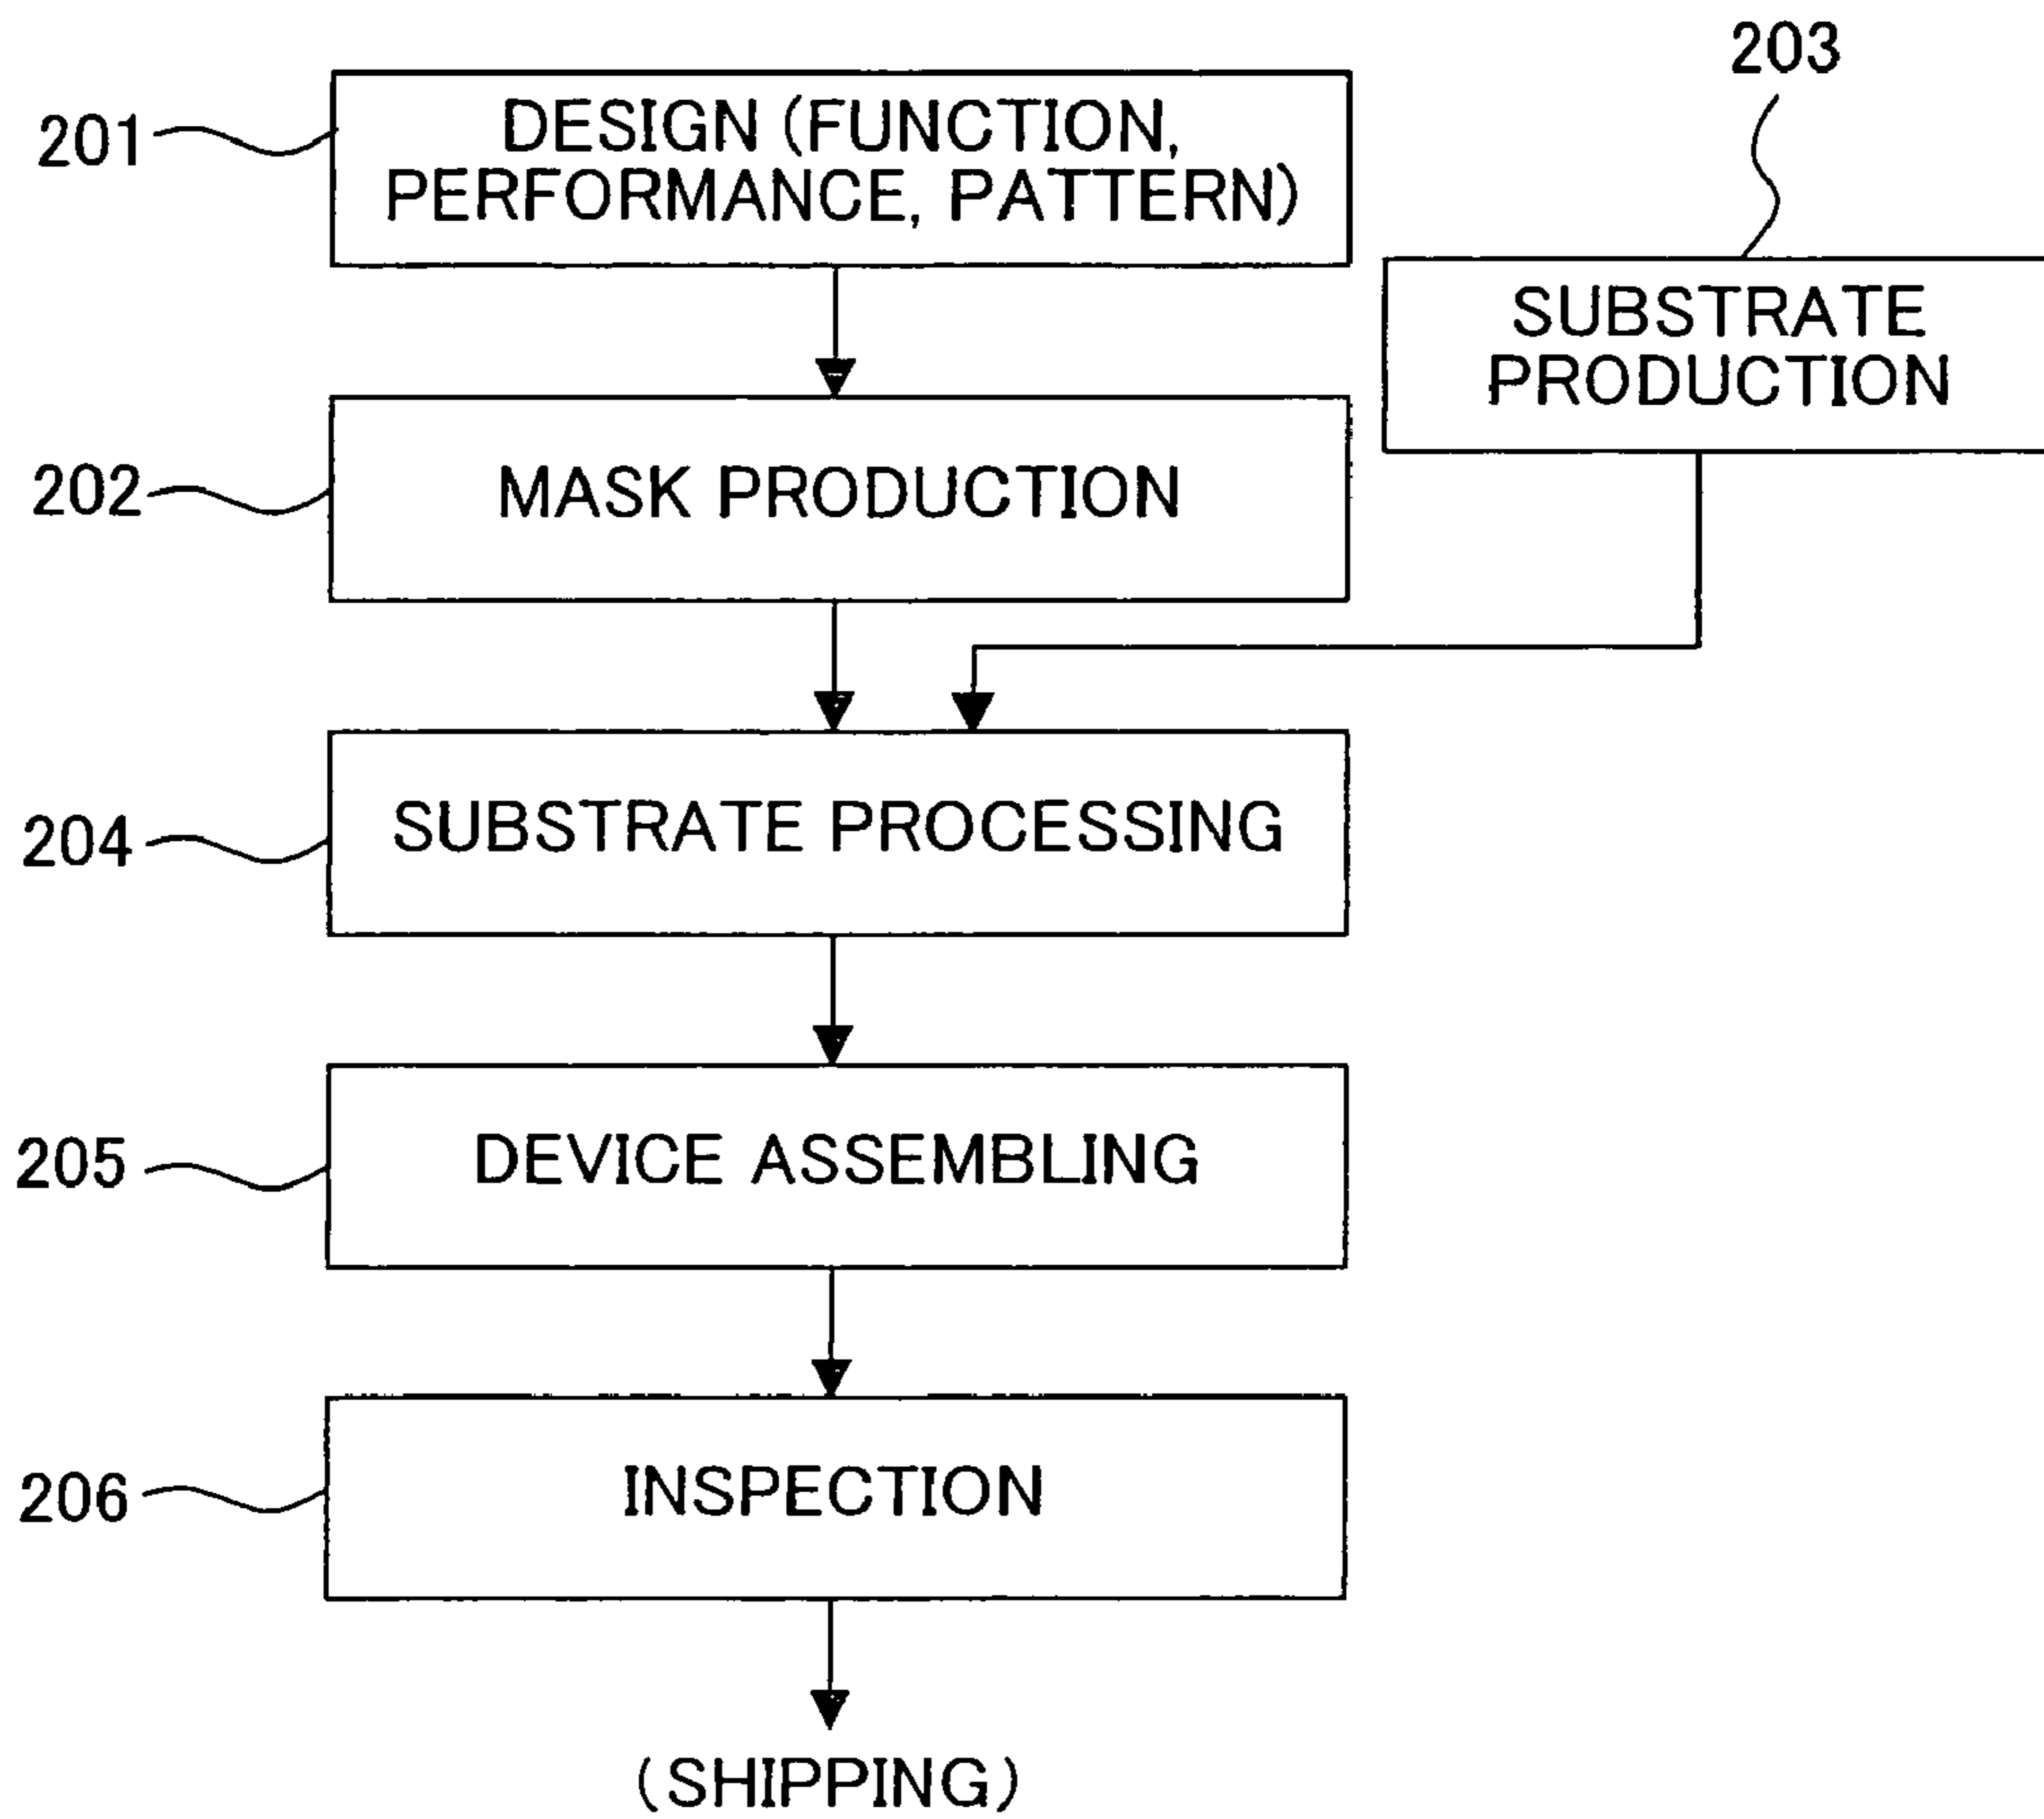 203
201
DESIGN (FUNCTION,
PERFORMANCE, PATTERN)
SUBSTRATE
PRODUCTION
202
MASK PRODUCTION
204
SUBSTRATE PROCESSING
205
DEVICE ASSEMBLING
206
INSPECTION
(SHIPPING)